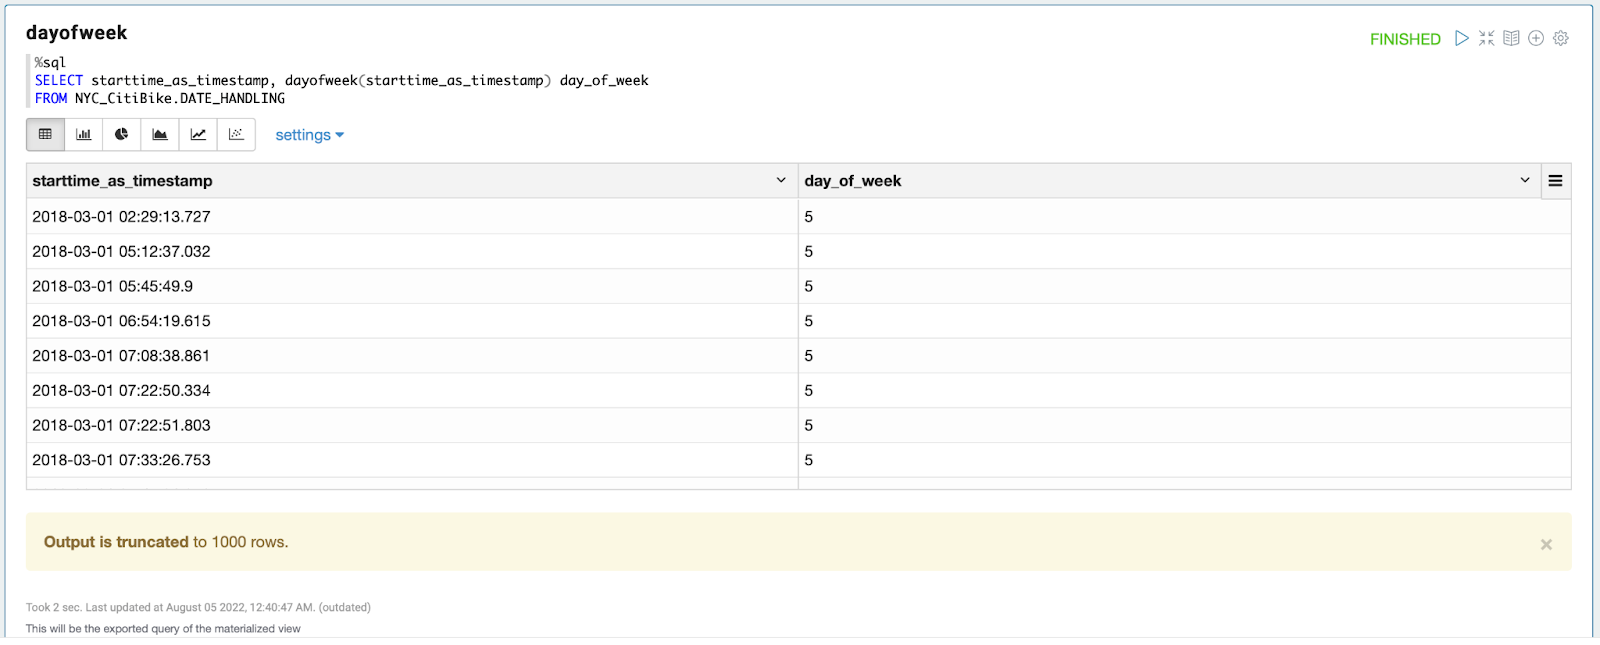 dayofweek
FINISHED
%sql
SELECT starttime_as_timestamp, dayofweek(starttime_as_timestamp) day_of_week
FROM NYC_CitiBike.DATE_HANDLING
settings
starttime_as_timestamp day_of_week
2018-03-01 02:29:13.727 5
2018-03-01 05:12:37.032 5
2018-03-01 05:45:49.9 5
2018-03-01 06:54:19.615 5
2018-03-01 07:08:38.861 5
2018-03-01 07:22:50.334 5
2018-03-01 07:22:51.803 5
2018-03-01 07:33:26.753 5
Output is truncated to 1000 rows.
Took 2 sec. Last updated at August 05 2022, 12:40:47 AM. (outdated)
This will be the exported query of the materialized view